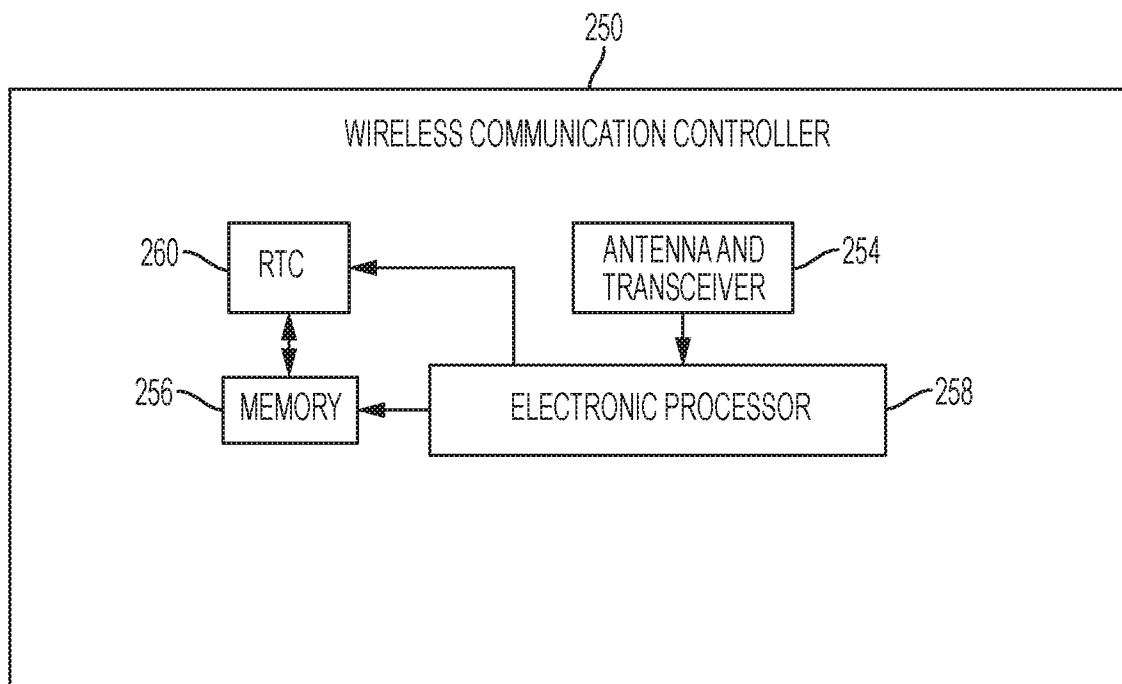 250
WIRELESS COMMUNICATION CONTROLLER
260
RTC
ANTENNA AND
TRANSCEIVER
254
256
MEMORY
ELECTRONIC PROCESSOR
258